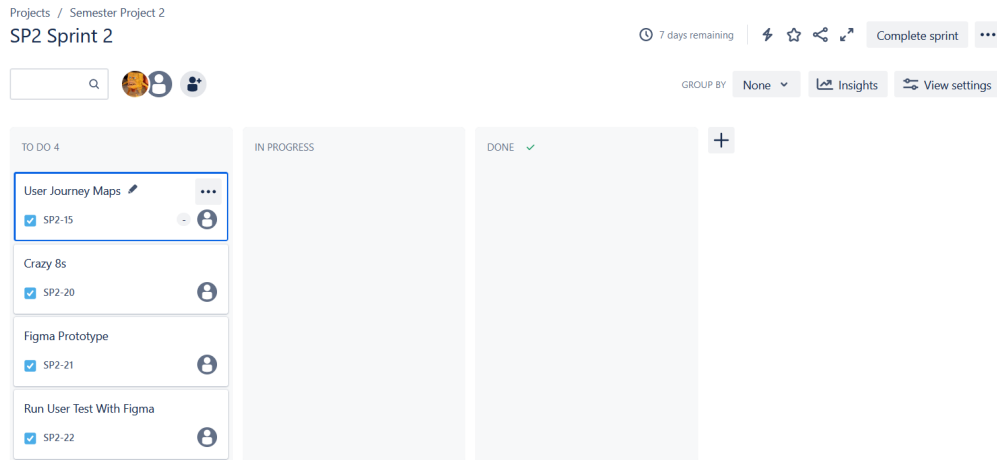 Projects / Semester Project 2
SP2 Sprint 2
7 days remaining
Complete sprint
GROUP BY None
Insights
View settings
TO DO 4
IN PROGRESS
DONE
User Journey Maps
SP2-15
-
Crazy 8s
SP2-20
Figma Prototype
SP2-21
Run User Test With Figma
SP2-22